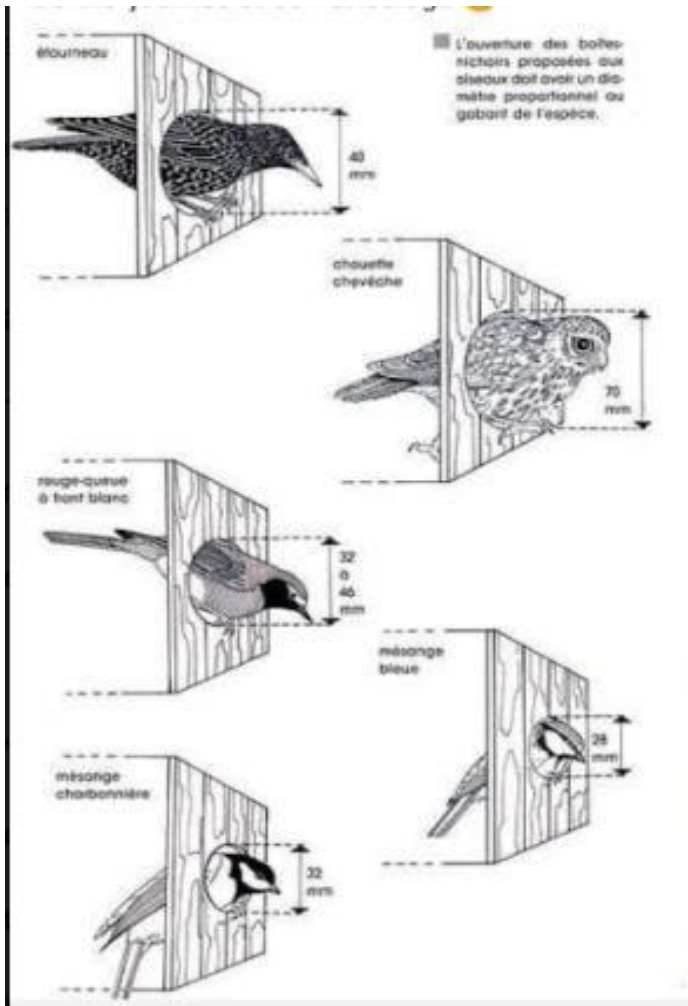 étourneau
L'ouverture des boîtes-
nichoirs proposées aux
oiseaux doit avoir un dia-
mètre proportionnel au
gabarit de l'espèce.
40
mm
chouette
chevêche
70
mm
rouge-queue
à front blanc
32
à
46
mm
mésange
bleue
28
mm
mésange
charbonnière
32
mm